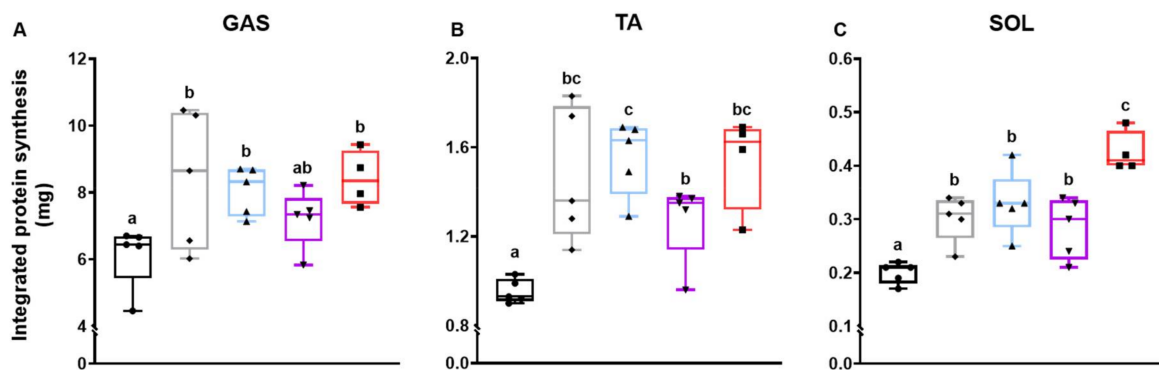 A
GAS
Integrated protein synthesis
(mg)
12
10
8
6
4
0
a
b
b
ab
b
B
TA
2.0
1.6
1.2
0.8
0.0
a
bc
c
b
bc
C
SOL
0.6
0.5
0.4
0.3
0.2
0.1
0.0
a
b
b
b
c